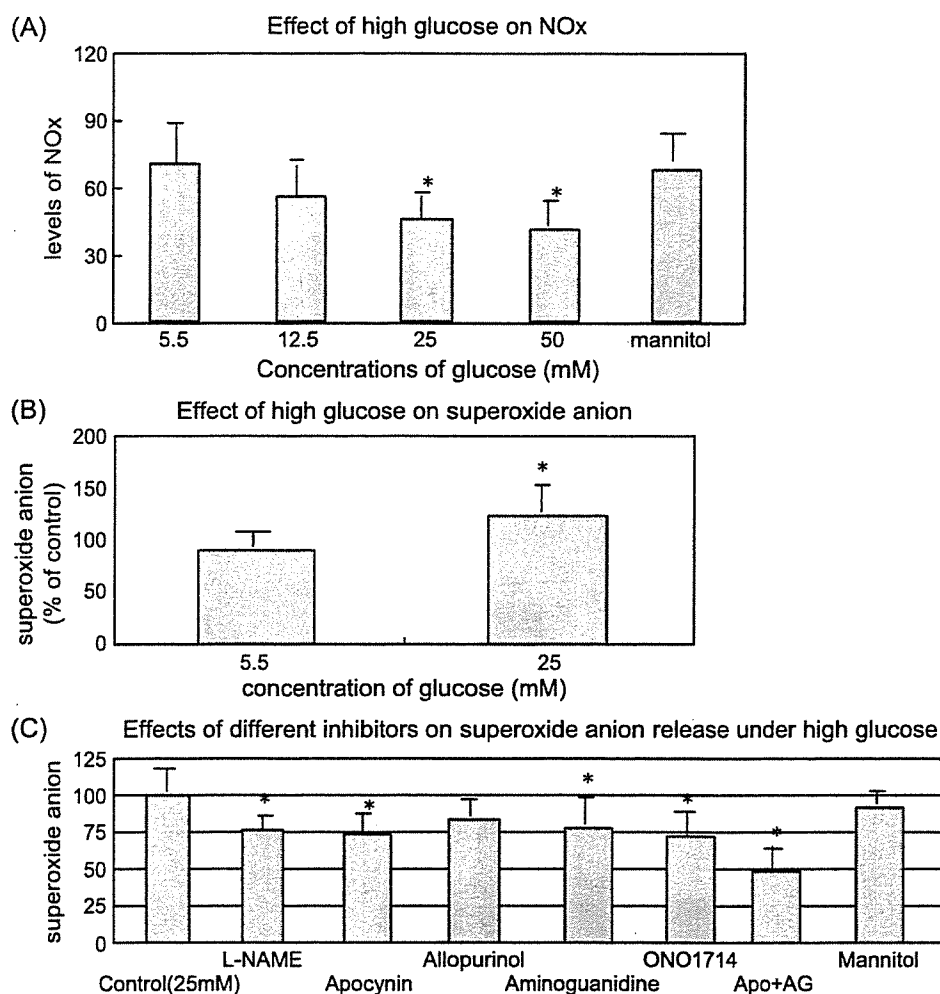 (A)
Effect of high glucose on NOx
levels of NOx
120
90
60
30
0
*
*
5.5 12.5 25 50 mannitol
Concentrations of glucose (mM)
(B)
Effect of high glucose on superoxide anion
superoxide anion
(% of control)
200
150
100
50
0
*
5.5 25
concentration of glucose (mM)
(C)
Effects of different inhibitors on superoxide anion release under high glucose
superoxide anion
125
100
75
50
25
0
*
*
*
*
*
L-NAME Allopurinol ONO1714 Mannitol
Control(25mM) Apocynin Aminoguanidine Apo+AG